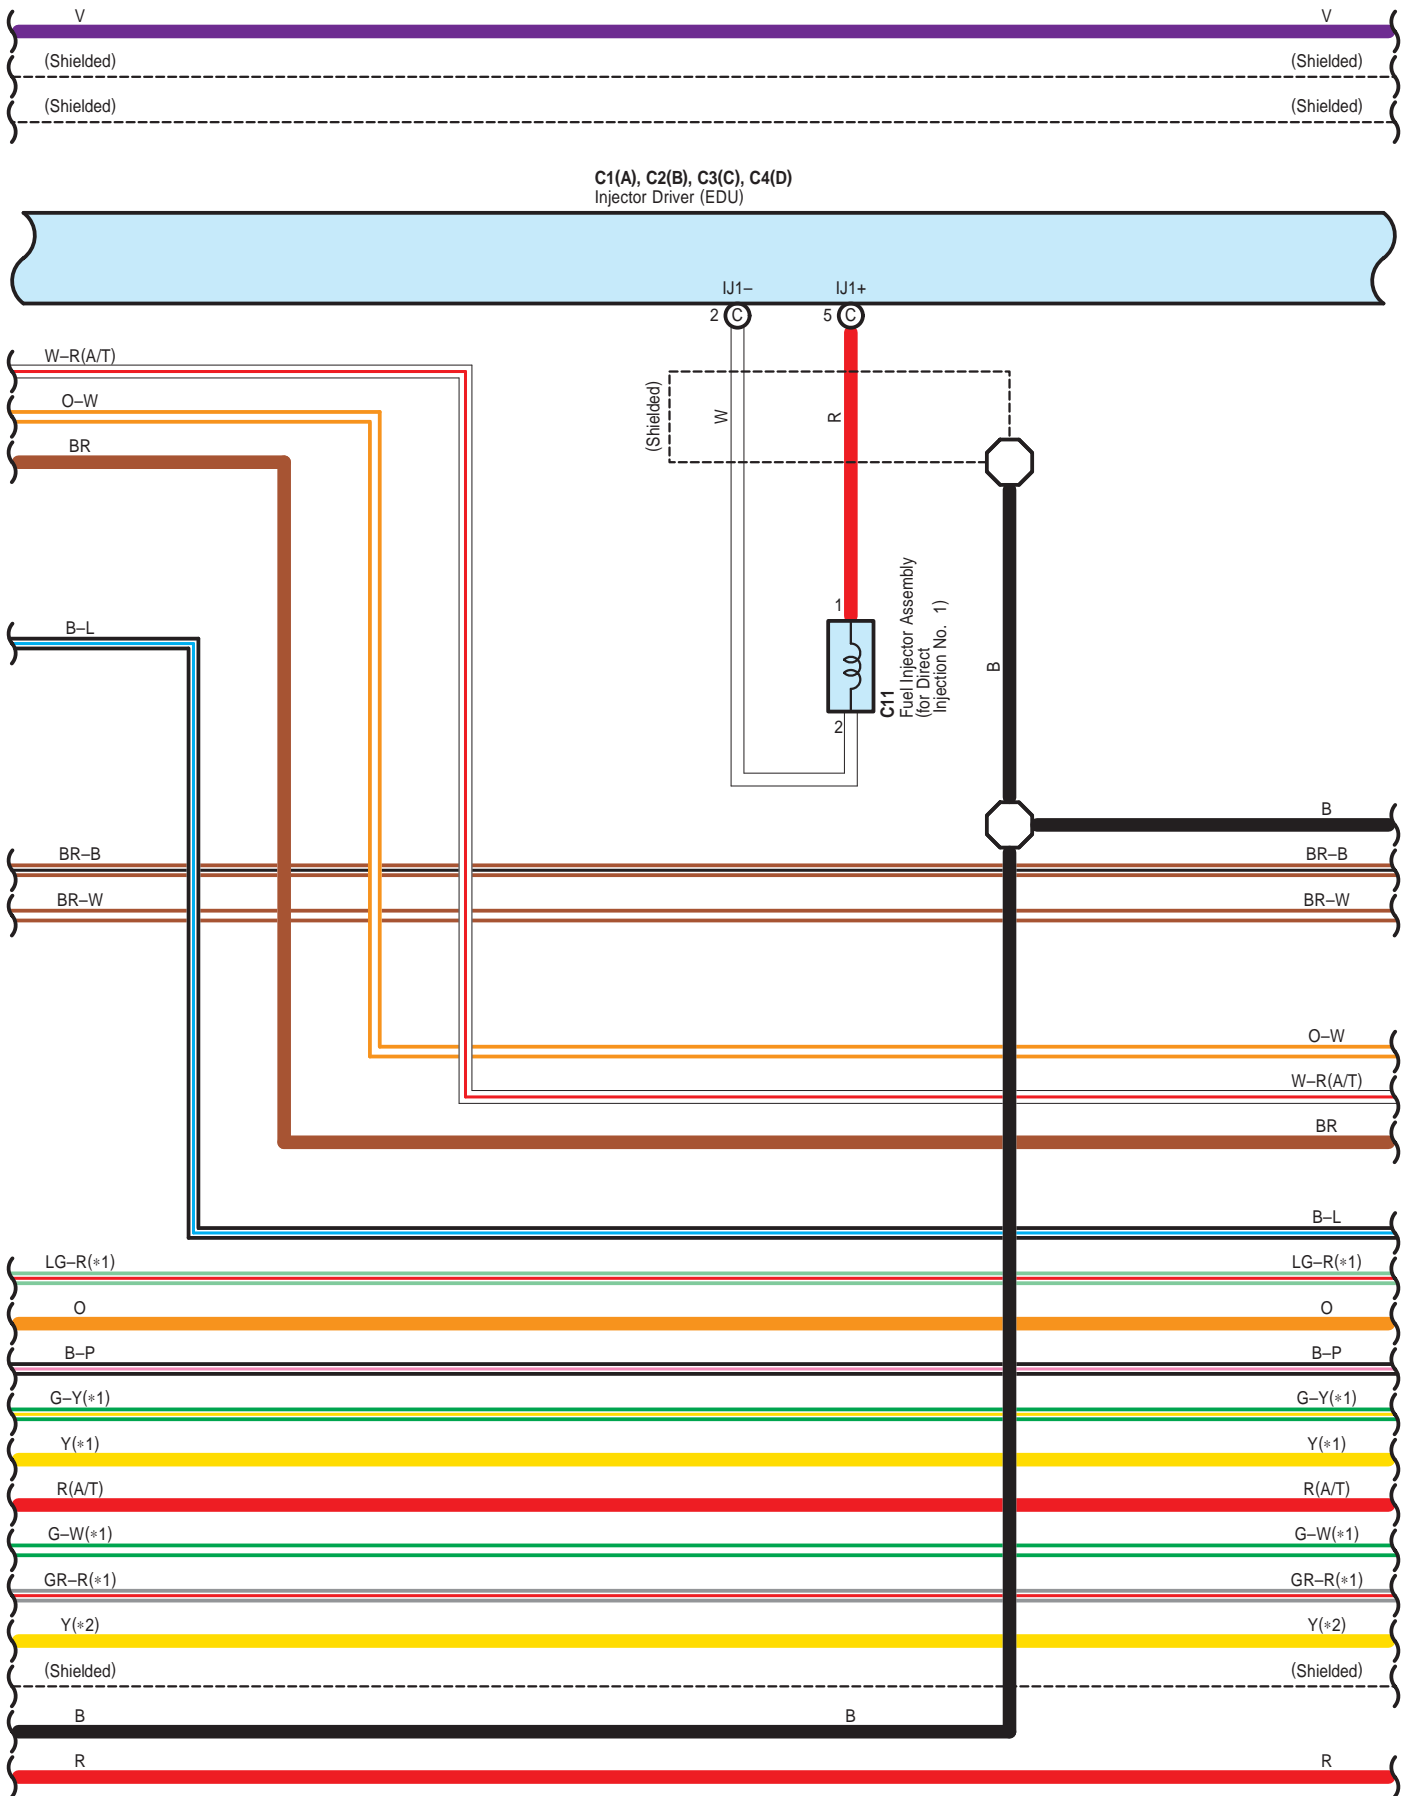 V V
(Shielded) (Shielded)
(Shielded) (Shielded)
C1(A), C2(B), C3(C), C4(D)
Injector Driver (EDU)
IJ1– IJ1+
2 C 5 C
W–R(A/T)
O–W
BR
(Shielded)
W
R
1
2
C11
Fuel Injector Assembly
(for Direct
Injection No. 1)
B
B–L
B
BR–B BR–B
BR–W BR–W
O–W
W–R(A/T)
BR
B–L
LG–R(*1) LG–R(*1)
O O
B–P B–P
G–Y(*1) G–Y(*1)
Y(*1) Y(*1)
R(A/T) R(A/T)
G–W(*1) G–W(*1)
GR–R(*1) GR–R(*1)
Y(*2) Y(*2)
(Shielded) (Shielded)
B B
R R